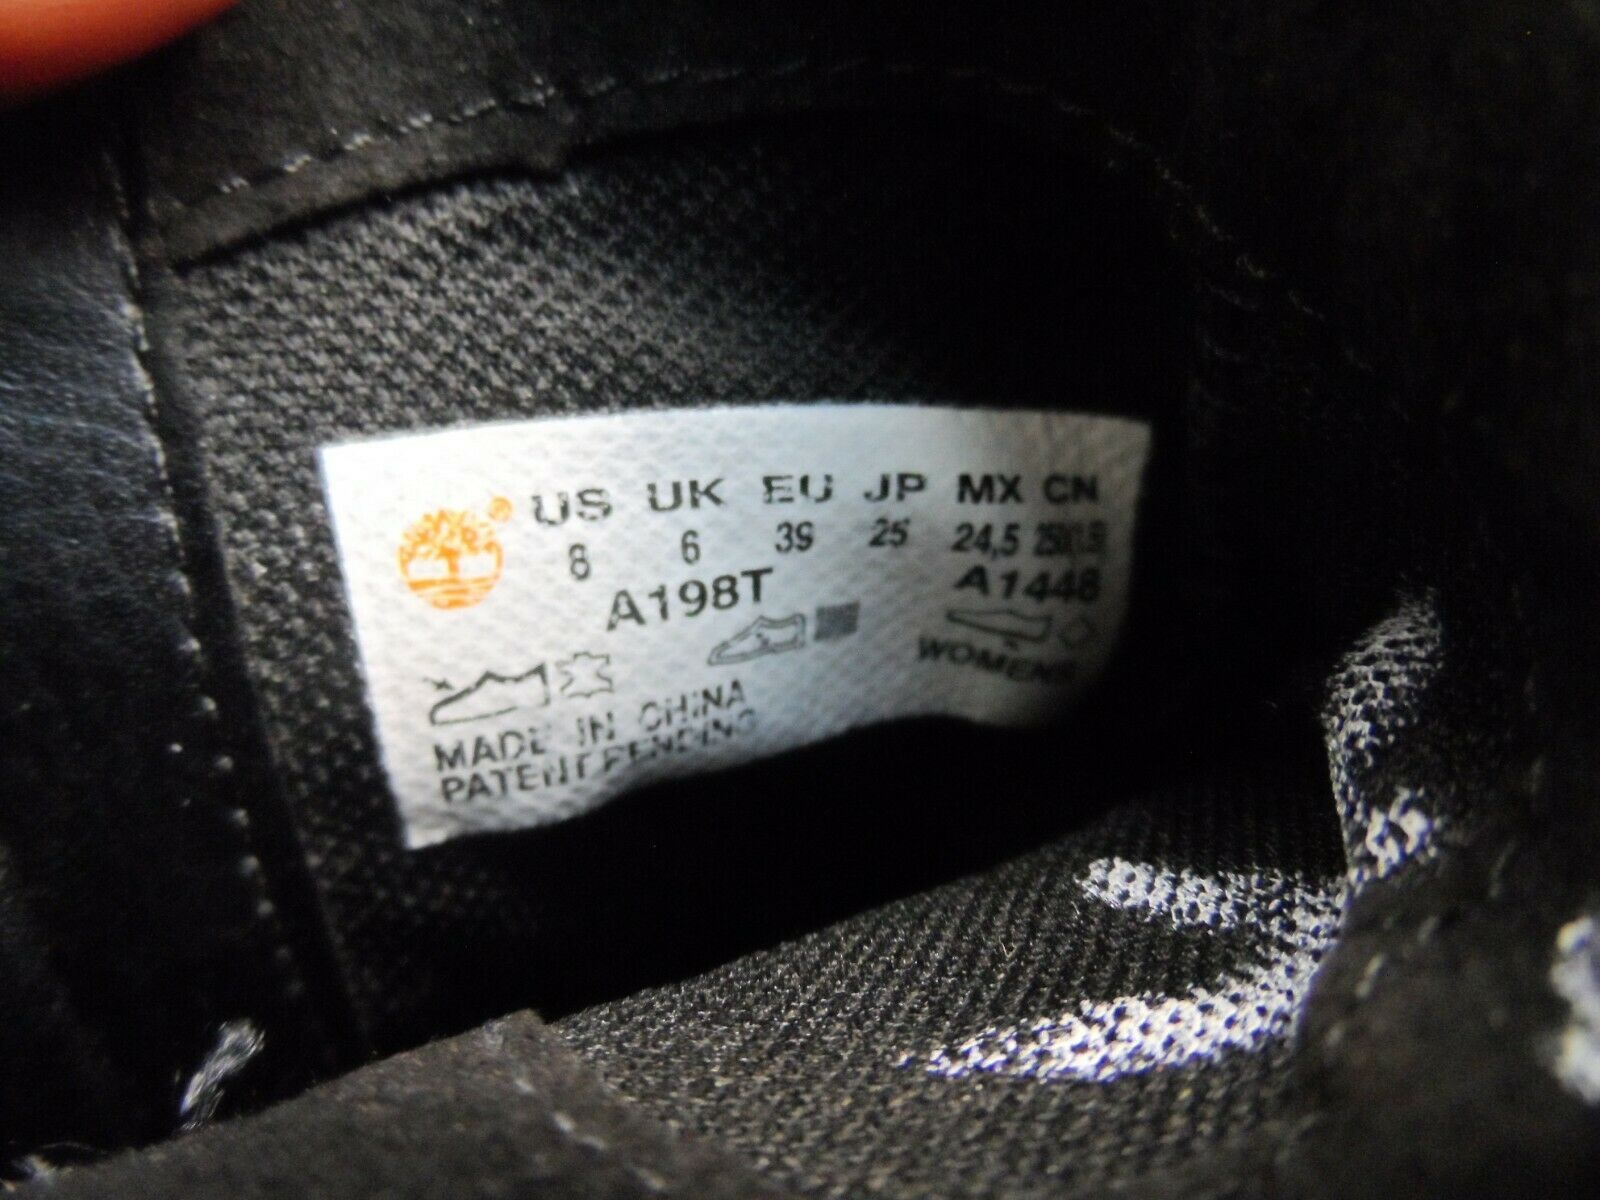 ® US UK EU JP MX CN
8 6 39 25 24,5
A198T A1448
WOMENS
MADE IN CHINA
PATENT PENDING